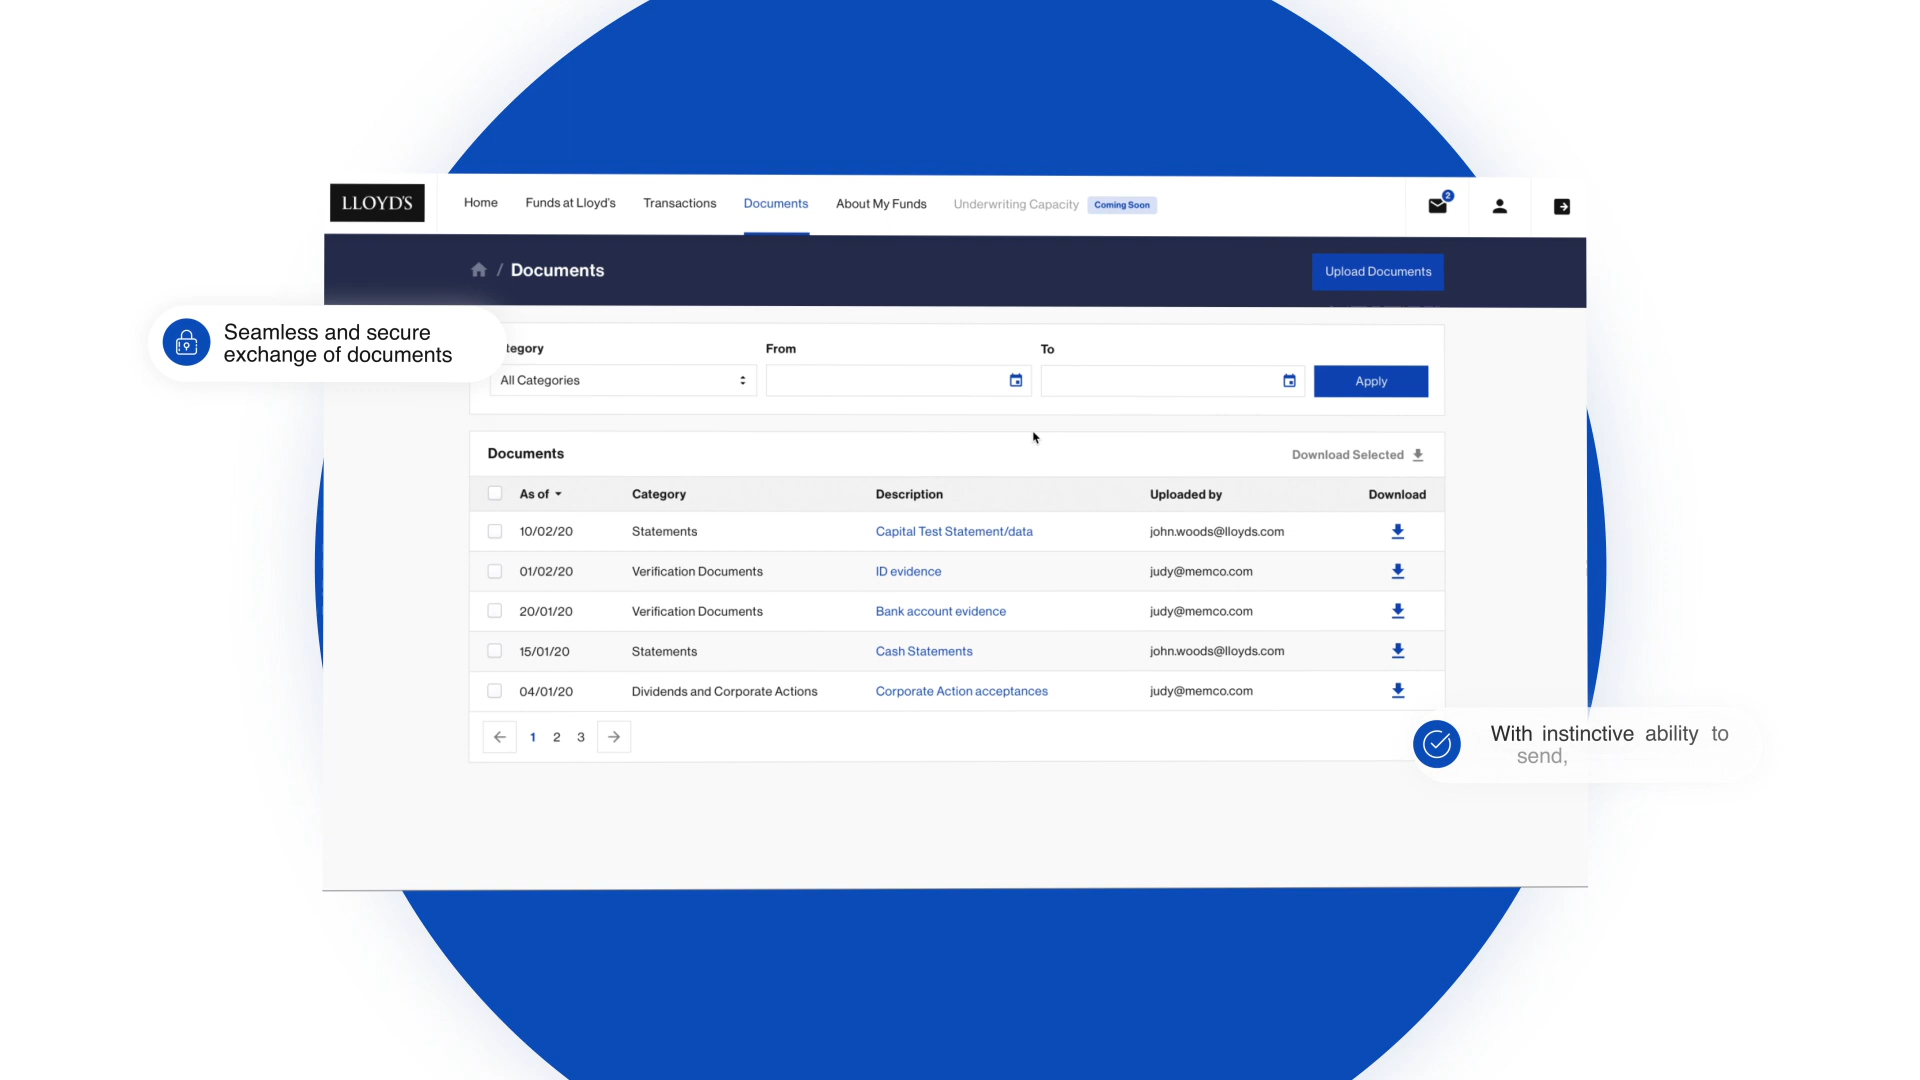 LLOYD'S
Home Funds at Lloyd's Transactions Documents About My Funds Underwriting Capacity Coming Soon
2
/ Documents
Upload Documents
Seamless and secure
exchange of documents
tegory From To
All Categories
Apply
Documents
Download Selected
As of Category Description Uploaded by Download
10/02/20 Statements Capital Test Statement/data john.woods@lloyds.com
01/02/20 Verification Documents ID evidence judy@memco.com
20/01/20 Verification Documents Bank account evidence judy@memco.com
15/01/20 Statements Cash Statements john.woods@lloyds.com
04/01/20 Dividends and Corporate Actions Corporate Action acceptances judy@memco.com
1 2 3
With instinctive ability to
send,